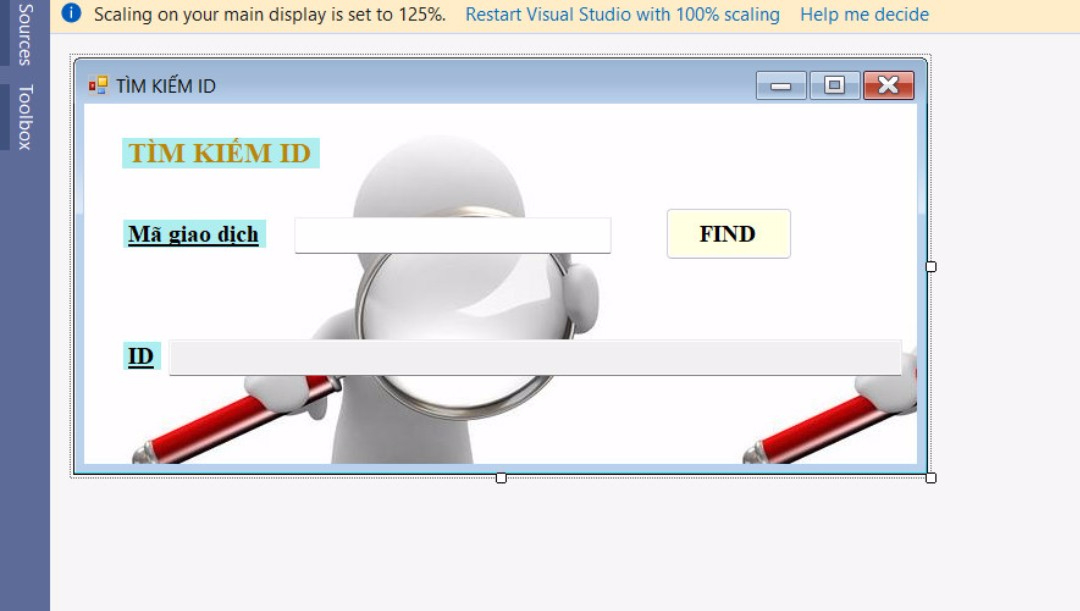 Scaling on your main display is set to 125%. Restart Visual Studio with 100% scaling Help me decide
Sources
Toolbox
TÌM KIẾM ID
TÌM KIẾM ID
Mã giao dịch
FIND
ID